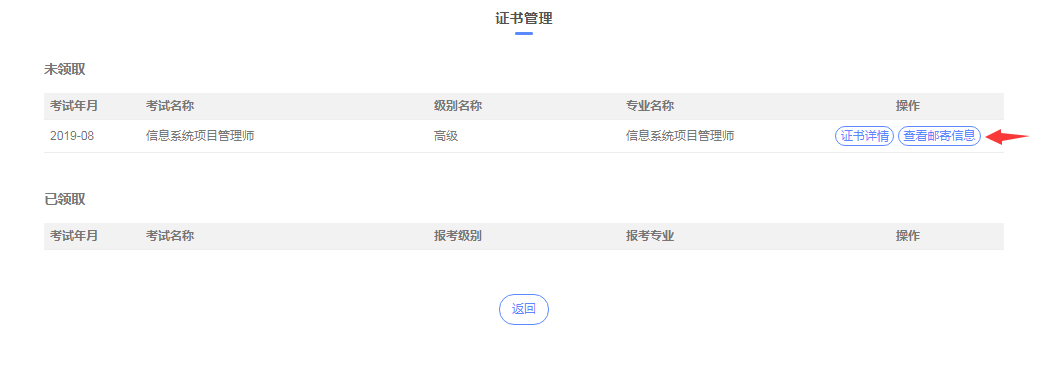 证书管理
未领取
考试年月 考试名称 级别名称 专业名称 操作
2019-08 信息系统项目管理师 高级 信息系统项目管理师 证书详情 查看邮寄信息
已领取
考试年月 考试名称 报考级别 报考专业 操作
返回